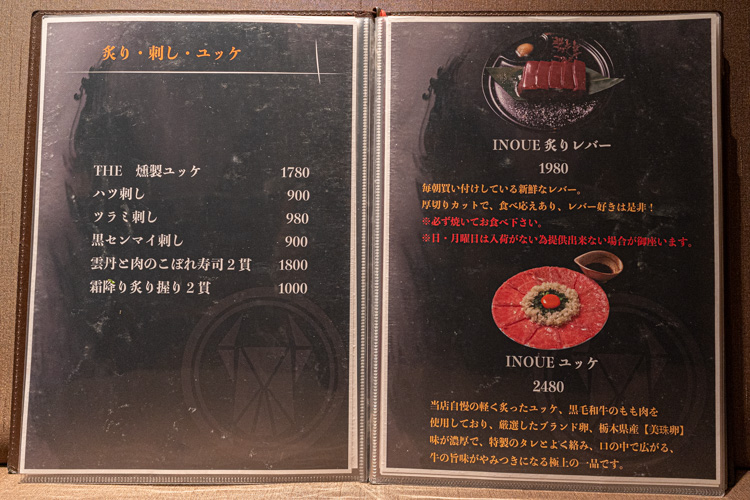 炙り・刺し・ユッケ
THE 燻製ユッケ 1780
ハツ刺し 900
ツラミ刺し 980
黒センマイ刺し 900
雲丹と肉のこぼれ寿司２貫 1800
霜降り炙り握り２貫 1000
INOUE 炙りレバー
1980
毎朝買い付けしている新鮮なレバー。
厚切りカットで、食べ応えあり、レバー好きは是非！
※必ず焼いてお食べ下さい。
※日・月曜日は入荷がない為提供出来ない場合が御座います。
INOUE ユッケ
2480
当店自慢の軽く炙ったユッケ、黒毛和牛のもも肉を
使用しており、厳選したブランド卵、栃木県産【美珠卵】
味が濃厚で、特製のタレとよく絡み、口の中で広がる、
牛の旨味がやみつきになる極上の一品です。